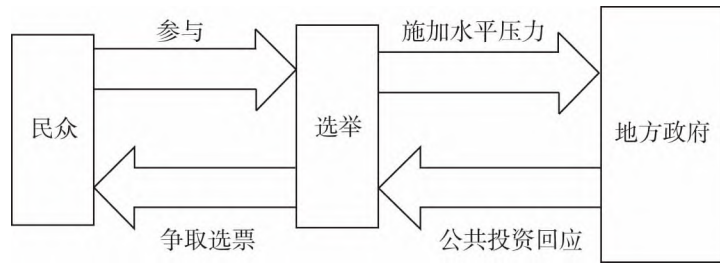 参与
施加水平压力
民众
选举
地方政府
争取选票
公共投资回应